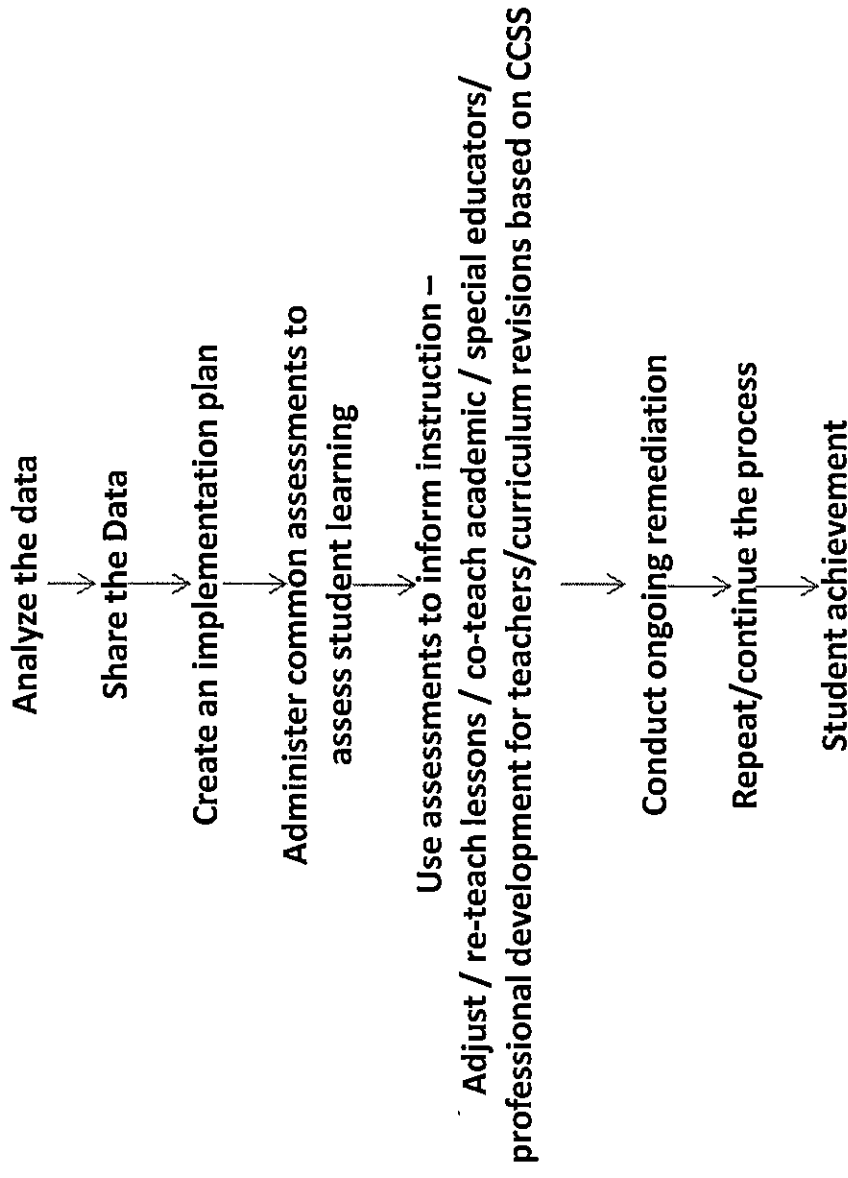 Analyze the data
Share the Data
Create an implementation plan
Administer common assessments to
assess student learning
Use assessments to inform instruction –
Adjust / re-teach lessons / co-teach academic / special educators/
professional development for teachers/curriculum revisions based on CCSS
Conduct ongoing remediation
Repeat/continue the process
Student achievement